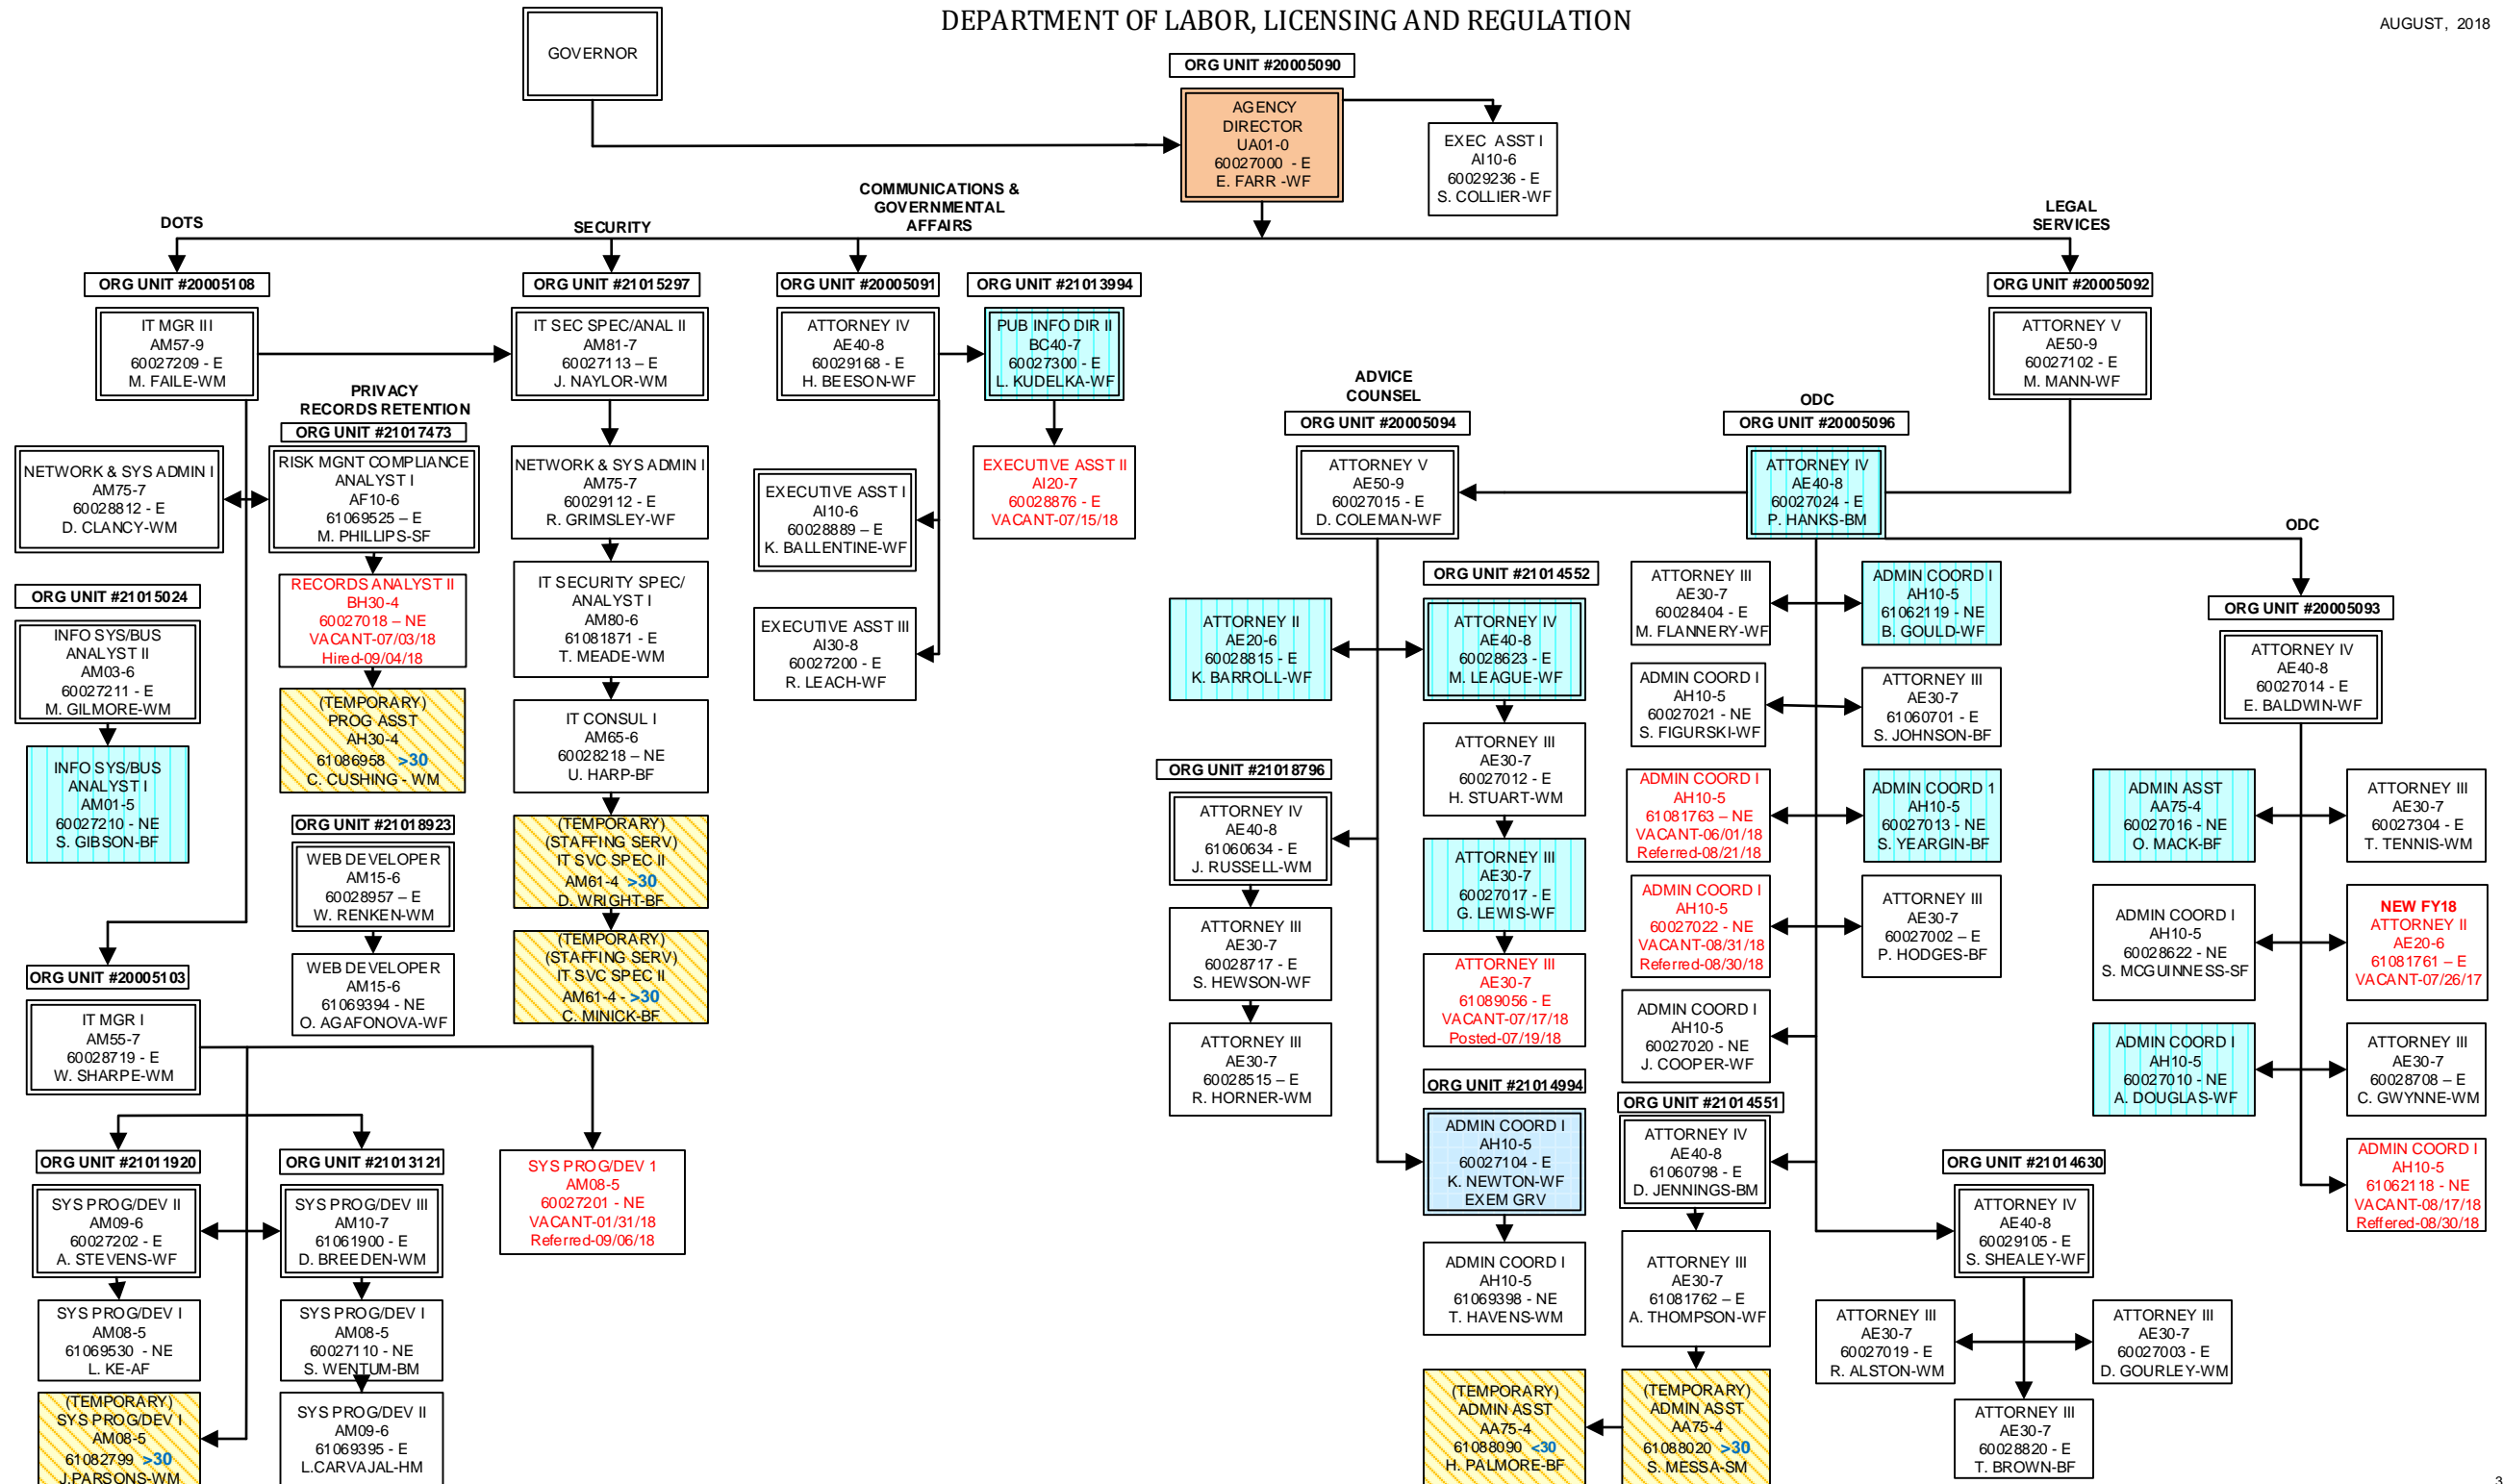 DEPARTMENT OF LABOR, LICENSING AND REGULATION
AUGUST, 2018
GOVERNOR
ORG UNIT #20005090
AGENCY
DIRECTOR
UA01-0
60027000 - E
E. FARR -WF
EXEC ASST I
AI10-6
60029236 - E
S. COLLIER-WF
DOTS
SECURITY
COMMUNICATIONS &
GOVERNMENTAL
AFFAIRS
LEGAL
SERVICES
ORG UNIT #20005108
IT MGR III
AM57-9
60027209 - E
M. FAILE-WM
ORG UNIT #21015297
IT SEC SPEC/ANAL II
AM81-7
60027113 – E
J. NAYLOR-WM
ORG UNIT #20005091
ATTORNEY IV
AE40-8
60029168 - E
H. BEESON-WF
ORG UNIT #21013994
PUB INFO DIR II
BC40-7
60027300 - E
L. KUDELKA-WF
ORG UNIT #20005092
ATTORNEY V
AE50-9
60027102 - E
M. MANN-WF
PRIVACY
RECORDS RETENTION
ORG UNIT #21017473
NETWORK & SYS ADMIN I
AM75-7
60028812 - E
D. CLANCY-WM
RISK MGNT COMPLIANCE
ANALYST I
AF10-6
61069525 – E
M. PHILLIPS-SF
RECORDS ANALYST II
BH30-4
60027018 – NE
VACANT-07/03/18
Hired-09/04/18
(TEMPORARY)
PROG ASST
AH30-4
61086958 >30
C. CUSHING - WM
ORG UNIT #21015024
INFO SYS/BUS
ANALYST II
AM03-6
60027211 - E
M. GILMORE-WM
INFO SYS/BUS
ANALYST I
AM01-5
60027210 - NE
S. GIBSON-BF
ORG UNIT #21018923
WEB DEVELOPER
AM15-6
60028957 – E
W. RENKEN-WM
WEB DEVELOPER
AM15-6
61069394 - NE
O. AGAFONOVA-WF
NETWORK & SYS ADMIN I
AM75-7
60029112 - E
R. GRIMSLEY-WF
IT SECURITY SPEC/
ANALYST I
AM80-6
61081871 - E
T. MEADE-WM
IT CONSUL I
AM65-6
60028218 – NE
U. HARP-BF
(TEMPORARY)
(STAFFING SERV)
IT SVC SPEC II
AM61-4 >30
D. WRIGHT-BF
(TEMPORARY)
(STAFFING SERV)
IT SVC SPEC II
AM61-4 - >30
C. MINICK-BF
EXECUTIVE ASST I
AI10-6
60028889 – E
K. BALLENTINE-WF
EXECUTIVE ASST III
AI30-8
60027200 - E
R. LEACH-WF
EXECUTIVE ASST II
AI20-7
60028876 - E
VACANT-07/15/18
ORG UNIT #20005103
IT MGR I
AM55-7
60028719 - E
W. SHARPE-WM
ORG UNIT #21011920
SYS PROG/DEV II
AM09-6
60027202 - E
A. STEVENS-WF
SYS PROG/DEV I
AM08-5
61069530 - NE
L. KE-AF
(TEMPORARY)
SYS PROG/DEV I
AM08-5
61082799 >30
J.PARSONS-WM
ORG UNIT #21013121
SYS PROG/DEV III
AM10-7
61061900 - E
D. BREEDEN-WM
SYS PROG/DEV I
AM08-5
60027110 - NE
S. WENTUM-BM
SYS PROG/DEV II
AM09-6
61069395 - E
L.CARVAJAL-HM
SYS PROG/DEV 1
AM08-5
60027201 - NE
VACANT-01/31/18
Referred-09/06/18
ADVICE
COUNSEL
ORG UNIT #20005094
ATTORNEY V
AE50-9
60027015 - E
D. COLEMAN-WF
ATTORNEY II
AE20-6
60028815 - E
K. BARROLL-WF
ORG UNIT #21014552
ATTORNEY IV
AE40-8
60028623 - E
M. LEAGUE-WF
ATTORNEY III
AE30-7
60027012 - E
H. STUART-WM
ATTORNEY III
AE30-7
60027017 - E
G. LEWIS-WF
ATTORNEY III
AE30-7
61089056 - E
VACANT-07/17/18
Posted-07/19/18
ORG UNIT #21018796
ATTORNEY IV
AE40-8
61060634 - E
J. RUSSELL-WM
ATTORNEY III
AE30-7
60028717 - E
S. HEWSON-WF
ATTORNEY III
AE30-7
60028515 – E
R. HORNER-WM
ORG UNIT #21014994
ADMIN COORD I
AH10-5
60027104 - E
K. NEWTON-WF
EXEM GRV
ADMIN COORD I
AH10-5
61069398 - NE
T. HAVENS-WM
(TEMPORARY)
ADMIN ASST
AA75-4
61088090 <30
H. PALMORE-BF
ODC
ORG UNIT #20005096
ATTORNEY IV
AE40-8
60027024 - E
P. HANKS-BM
ATTORNEY III
AE30-7
60028404 - E
M. FLANNERY-WF
ADMIN COORD I
AH10-5
61062119 - NE
B. GOULD-WF
ADMIN COORD I
AH10-5
60027021 - NE
S. FIGURSKI-WF
ATTORNEY III
AE30-7
61060701 - E
S. JOHNSON-BF
ADMIN COORD I
AH10-5
61081763 – NE
VACANT-06/01/18
Referred-08/21/18
ADMIN COORD 1
AH10-5
60027013 - NE
S. YEARGIN-BF
ADMIN COORD I
AH10-5
60027022 - NE
VACANT-08/31/18
Referred-08/30/18
ATTORNEY III
AE30-7
60027002 – E
P. HODGES-BF
ADMIN COORD I
AH10-5
60027020 - NE
J. COOPER-WF
ORG UNIT #21014551
ATTORNEY IV
AE40-8
61060798 - E
D. JENNINGS-BM
ATTORNEY III
AE30-7
61081762 – E
A. THOMPSON-WF
(TEMPORARY)
ADMIN ASST
AA75-4
61088020 >30
S. MESSA-SM
ORG UNIT #21014630
ATTORNEY IV
AE40-8
60029105 - E
S. SHEALEY-WF
ATTORNEY III
AE30-7
60027019 - E
R. ALSTON-WM
ATTORNEY III
AE30-7
60027003 - E
D. GOURLEY-WM
ATTORNEY III
AE30-7
60028820 - E
T. BROWN-BF
ODC
ORG UNIT #20005093
ATTORNEY IV
AE40-8
60027014 - E
E. BALDWIN-WF
ADMIN ASST
AA75-4
60027016 - NE
O. MACK-BF
ATTORNEY III
AE30-7
60027304 - E
T. TENNIS-WM
ADMIN COORD I
AH10-5
60028622 - NE
S. MCGUINNESS-SF
NEW FY18
ATTORNEY II
AE20-6
61081761 – E
VACANT-07/26/17
ADMIN COORD I
AH10-5
60027010 - NE
A. DOUGLAS-WF
ATTORNEY III
AE30-7
60028708 – E
C. GWYNNE-WM
ADMIN COORD I
AH10-5
61062118 - NE
VACANT-08/17/18
Reffered-08/30/18
3